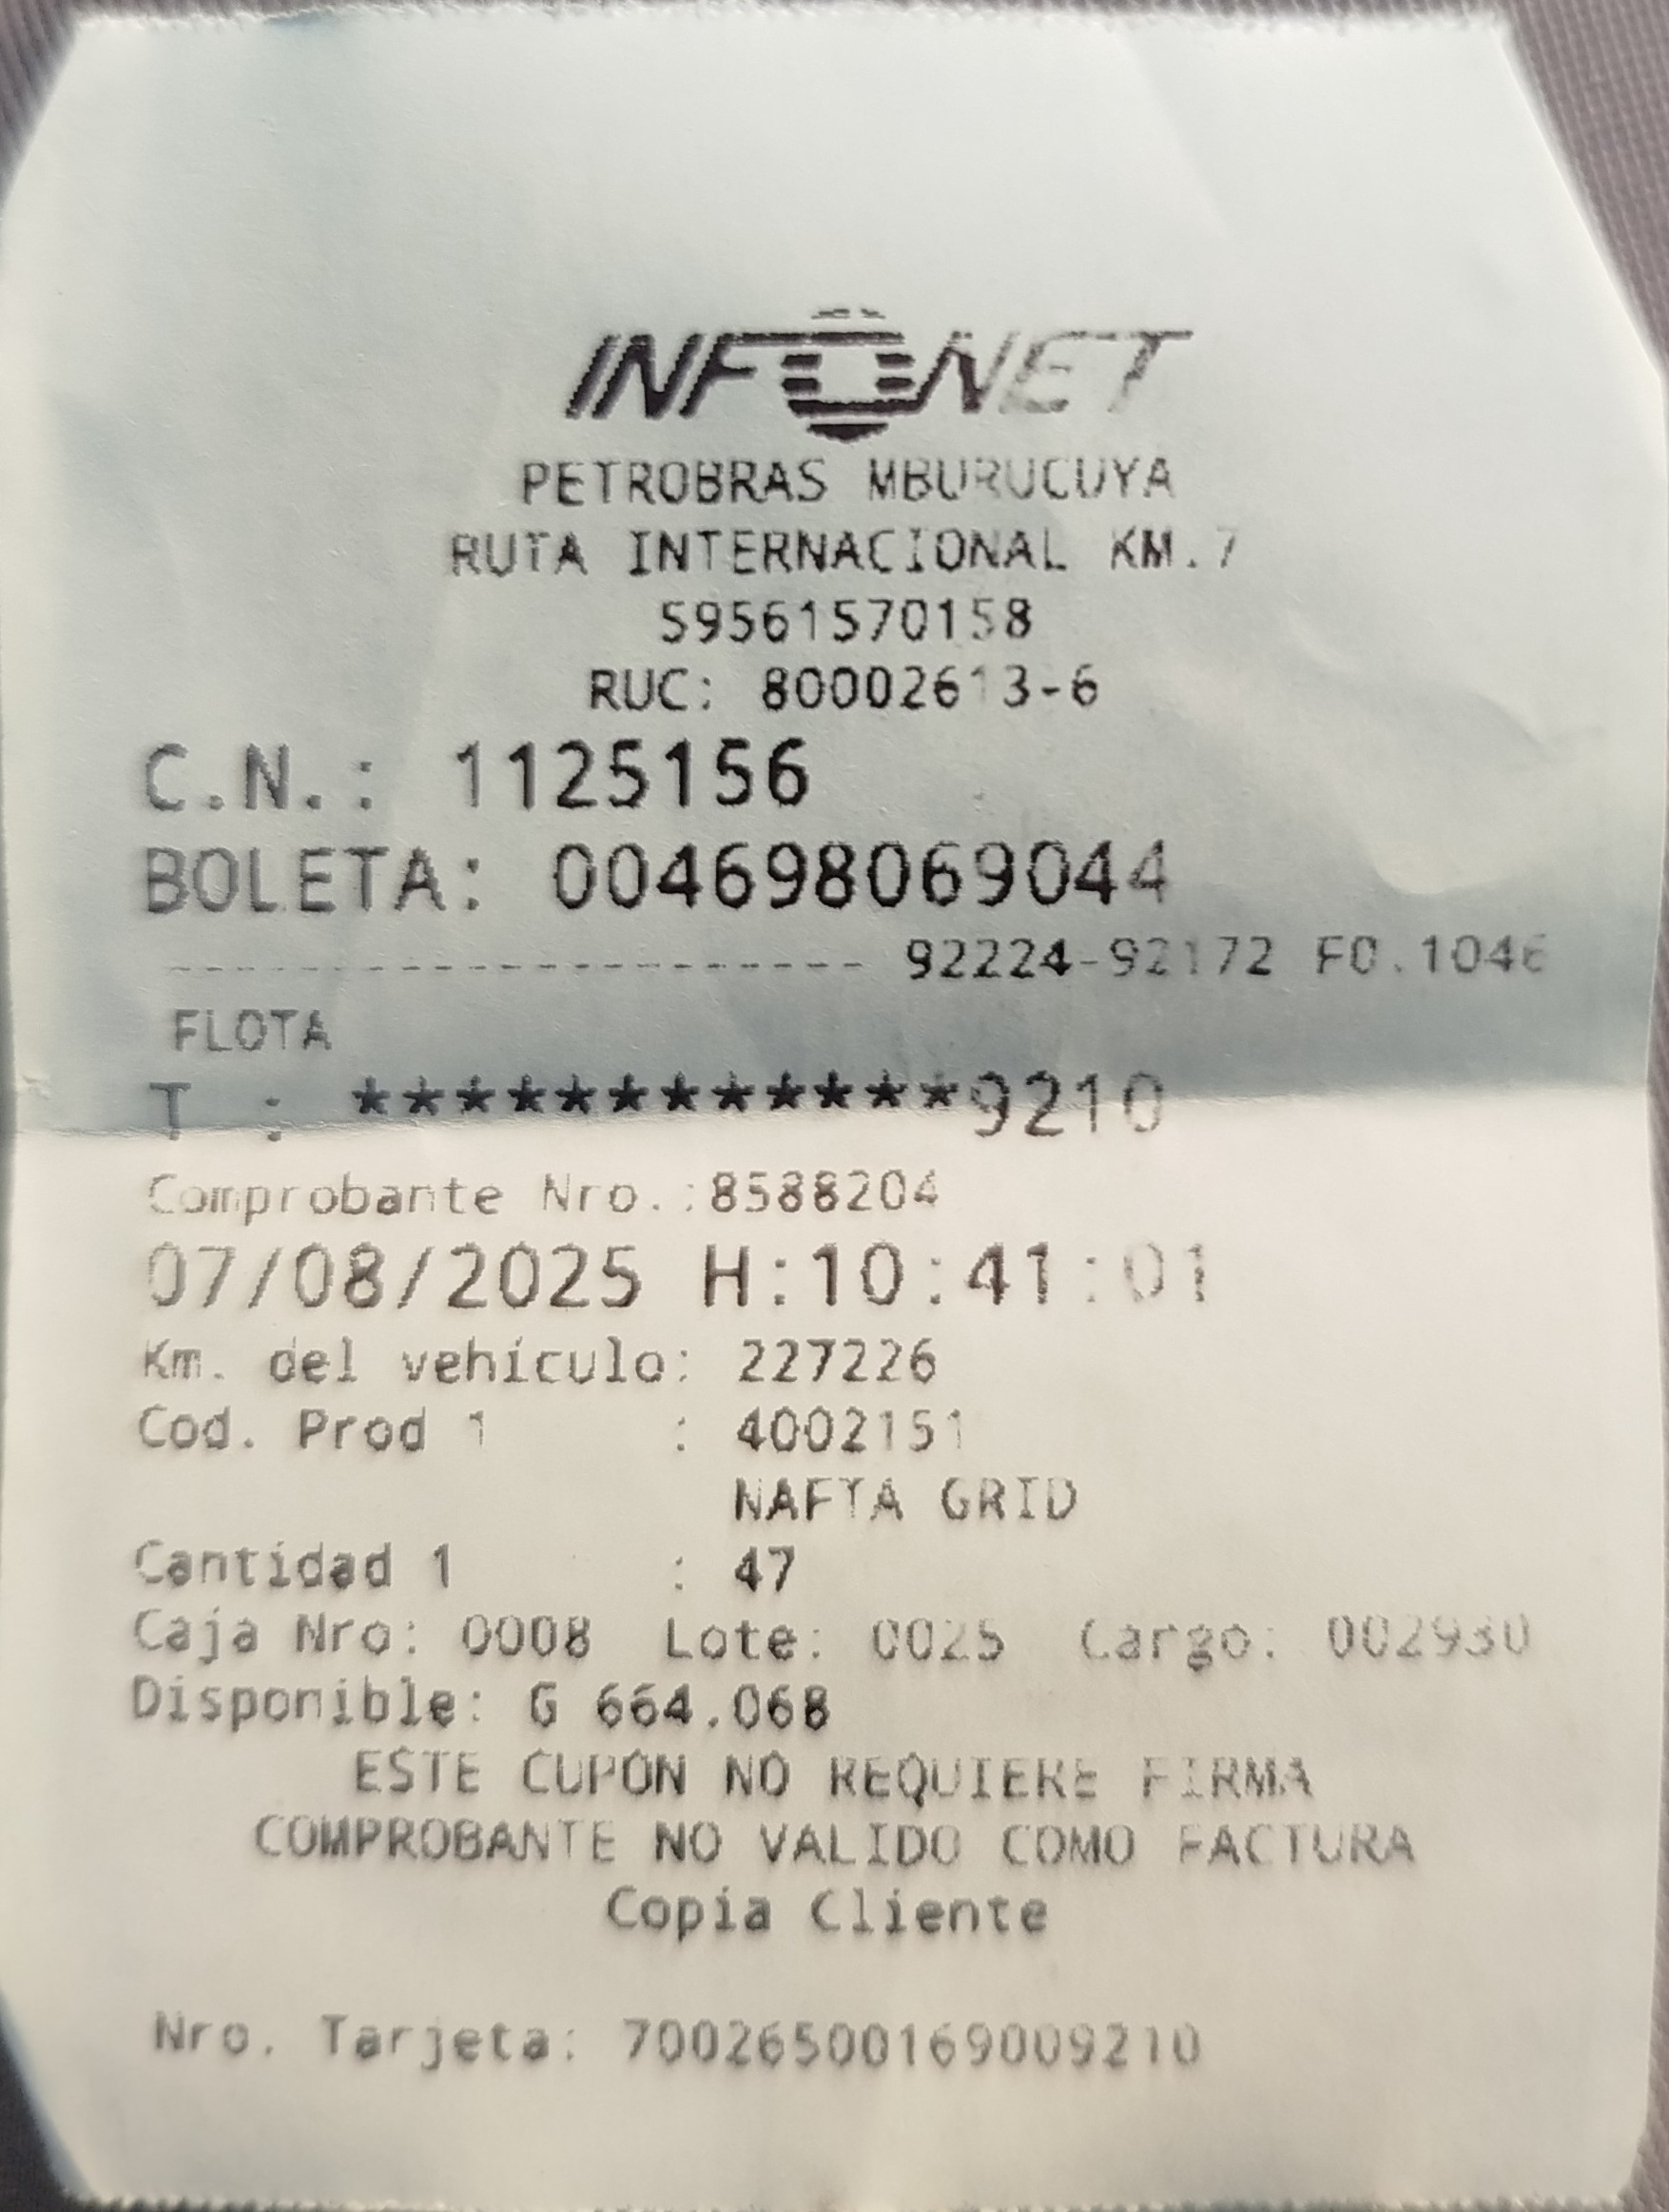 INFONET
PETROBRAS MBURUCUYA
RUTA INTERNACIONAL KM.7
59561570158
RUC: 80002613-6
C.N.: 1125156
BOLETA: 004698069044
--------------------- 92224-92172 FO.1046
FLOTA
T : ************9210
Comprobante Nro.:8588204
07/08/2025 H:10:41:01
Km. del vehículo: 227226
Cod. Prod 1 : 4002151
NAFTA GRID
Cantidad 1 : 47
Caja Nro: 0008 Lote: 0025 Cargo: 002930
Disponible: G 664.068
ESTE CUPON NO REQUIERE FIRMA
COMPROBANTE NO VALIDO COMO FACTURA
Copia Cliente
Nro. Tarjeta: 70026500169009210